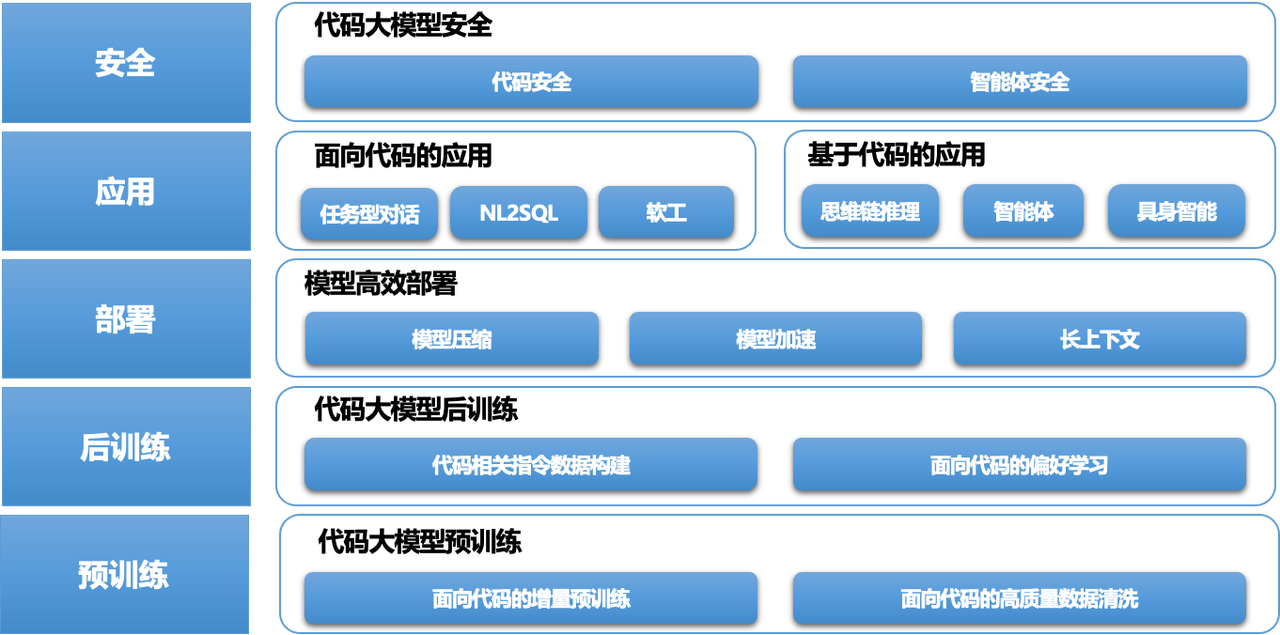 安全
代码大模型安全
代码安全
智能体安全
应用
面向代码的应用
任务型对话
NL2SQL
软工
基于代码的应用
思维链推理
智能体
具身智能
部署
模型高效部署
模型压缩
模型加速
长上下文
后训练
代码大模型后训练
代码相关指令数据构建
面向代码的偏好学习
预训练
代码大模型预训练
面向代码的增量预训练
面向代码的高质量数据清洗